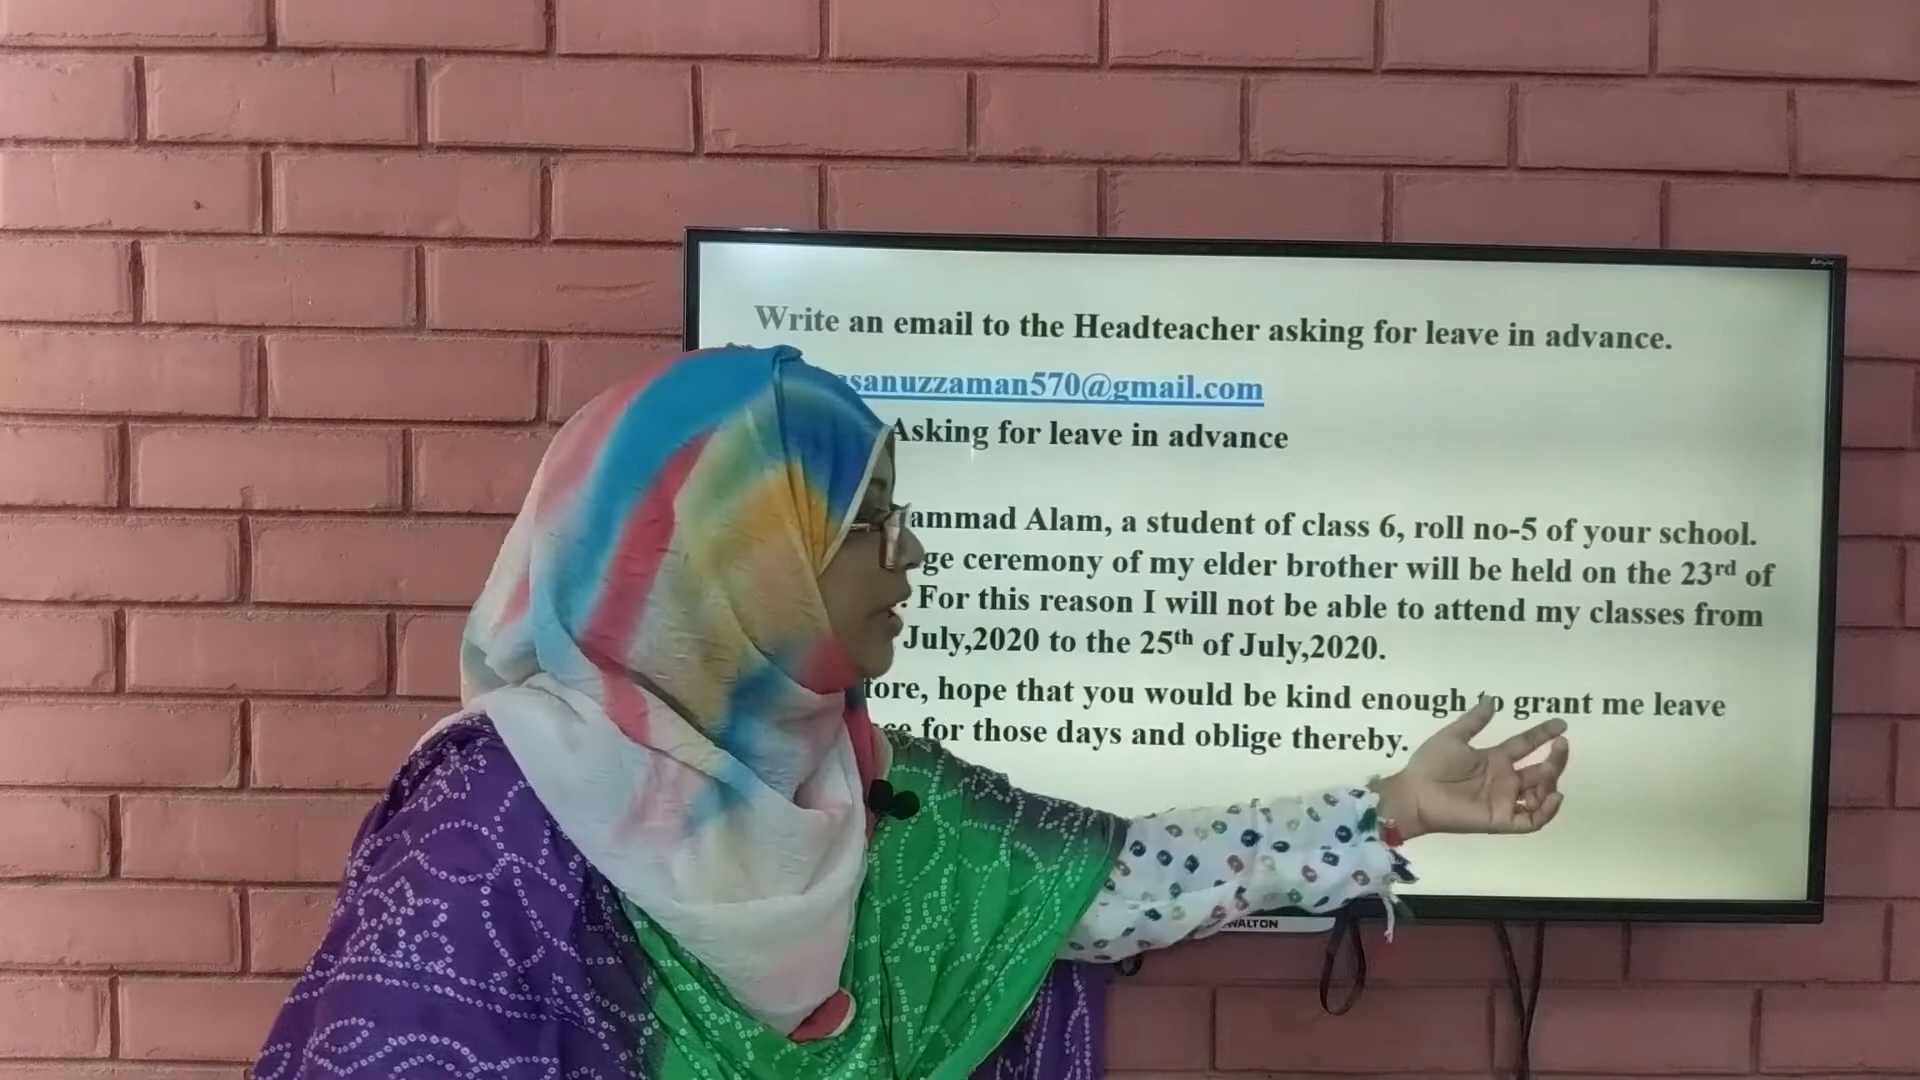 Write an email to the Headteacher asking for leave in advance.
sanuzzaman570@gmail.com
Asking for leave in advance
ammad Alam, a student of class 6, roll no-5 of your school.
ge ceremony of my elder brother will be held on the 23rd of
. For this reason I will not be able to attend my classes from
July,2020 to the 25th of July,2020.
fore, hope that you would be kind enough to grant me leave
for those days and oblige thereby.
WALTON